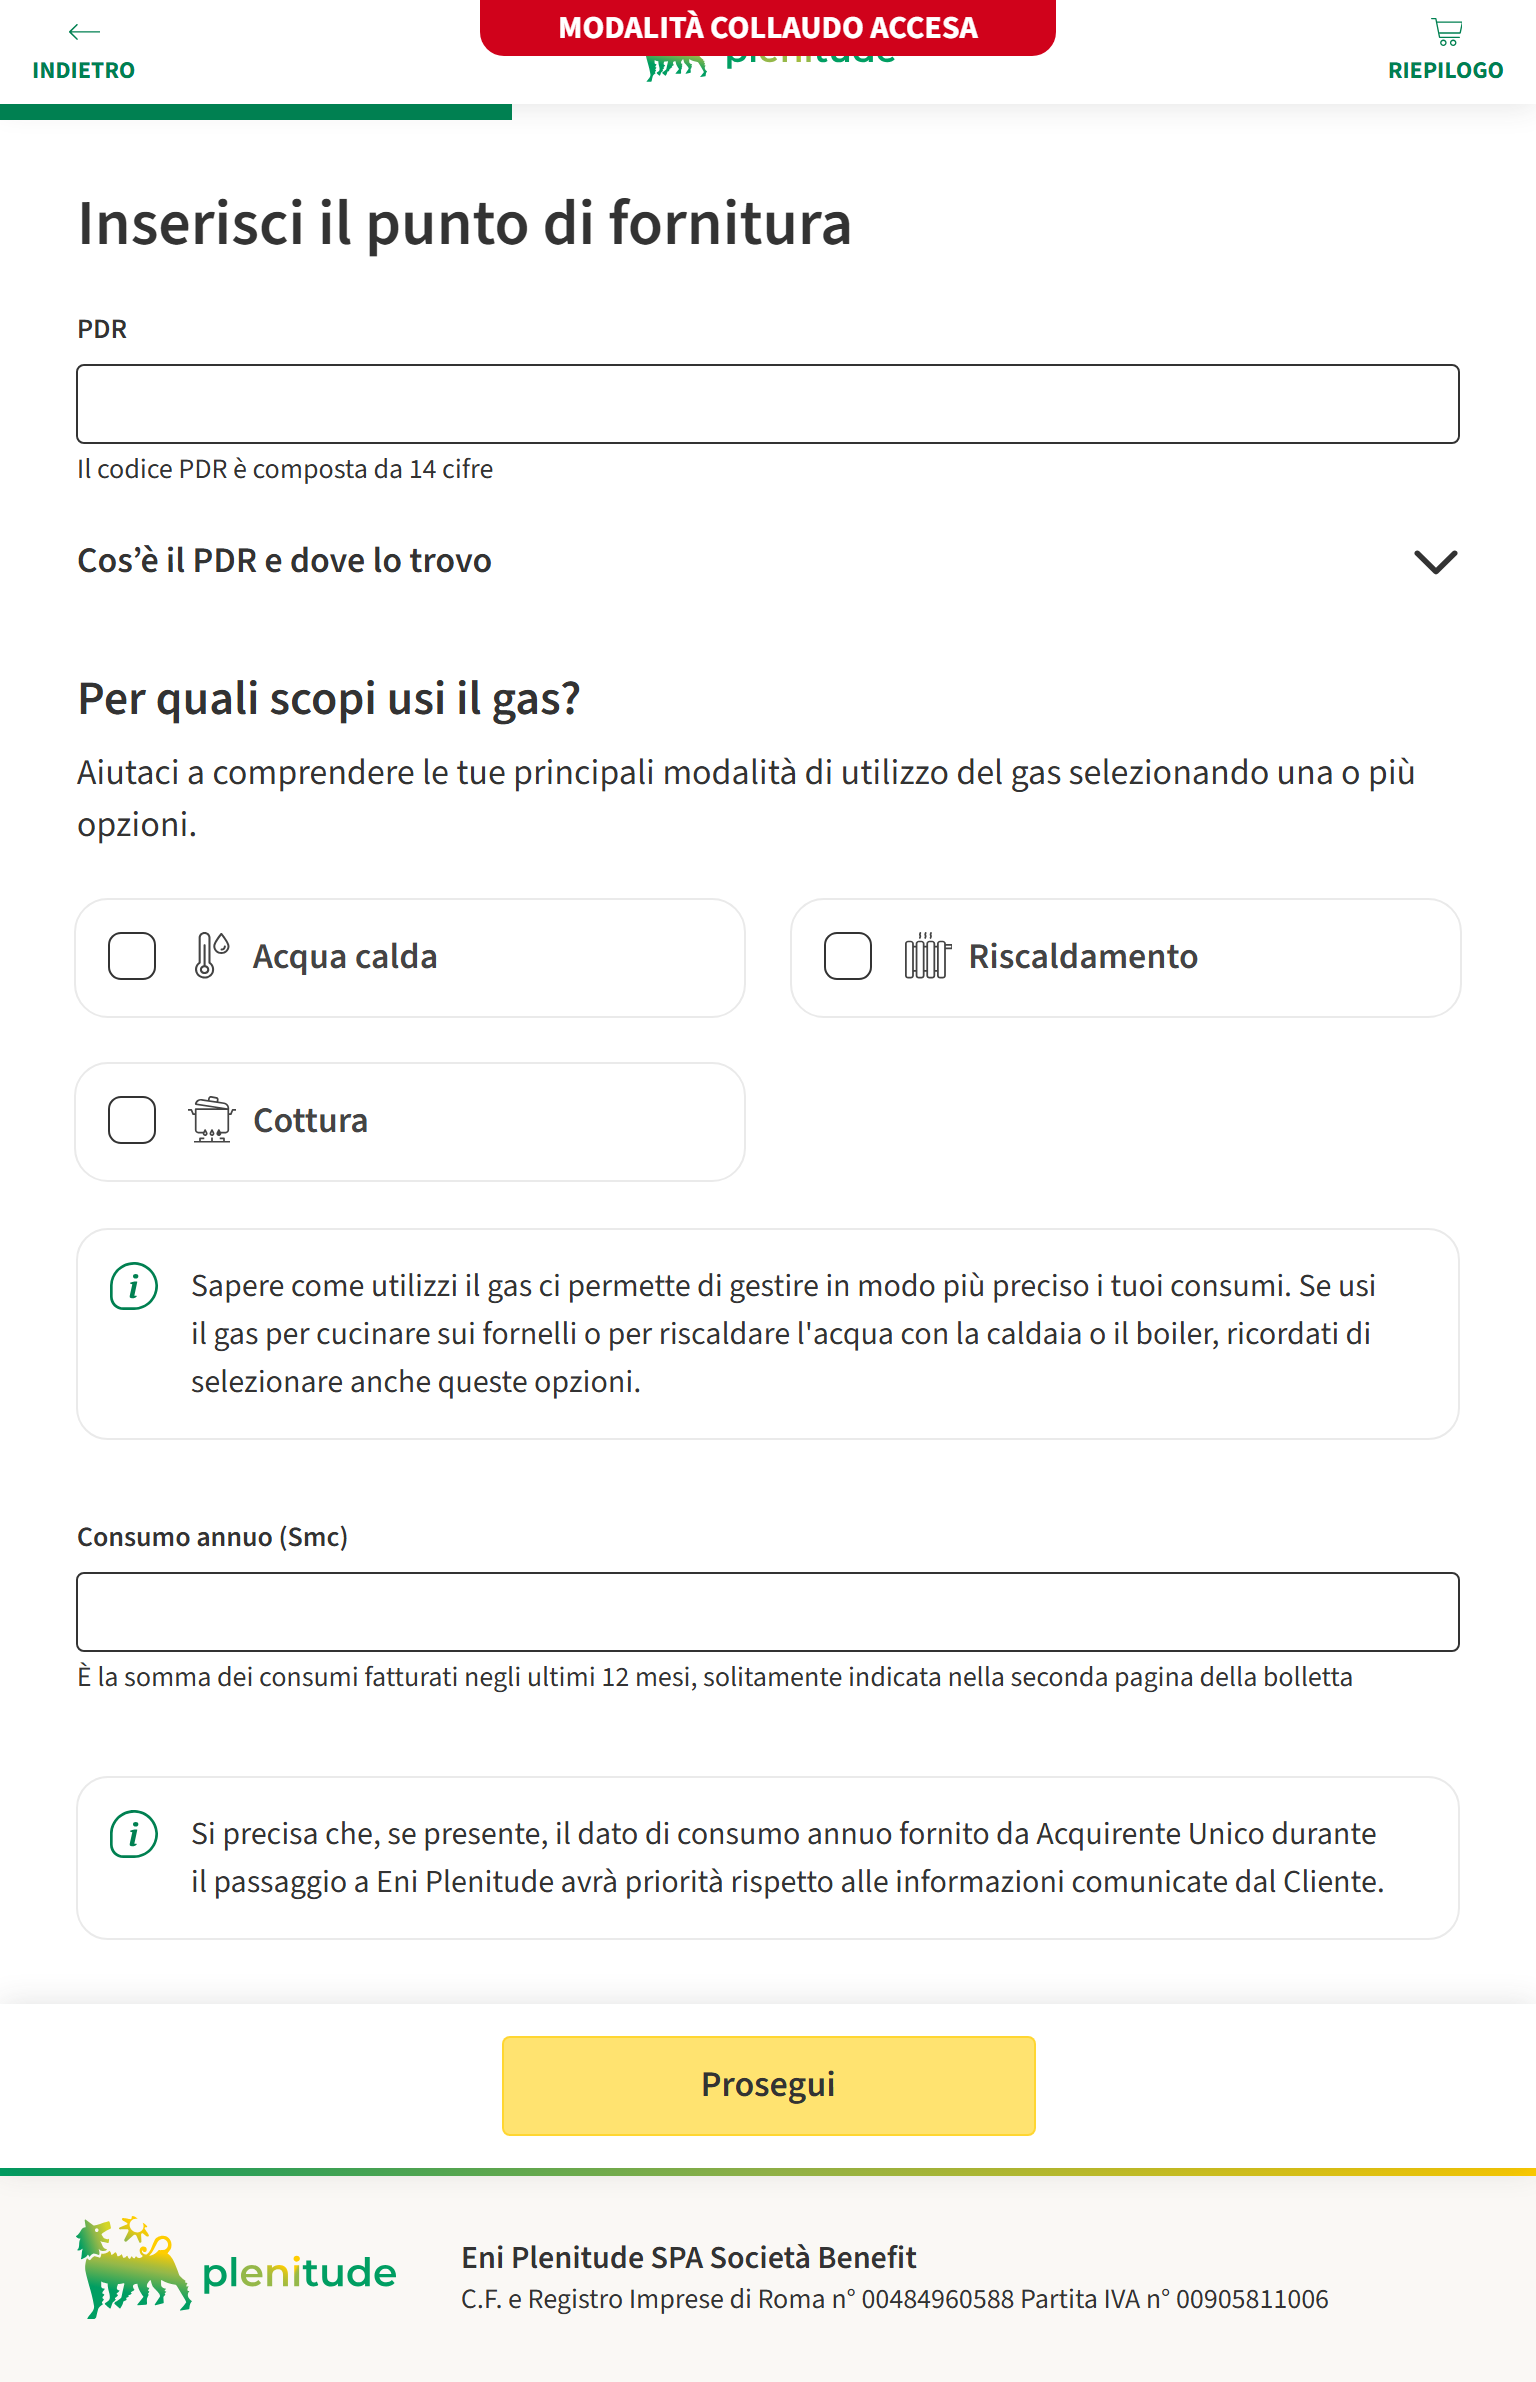 MODALITÀ COLLAUDO ACCESA
INDIETRO
plenitude
RIEPILOGO
Inserisci il punto di fornitura
PDR
Il codice PDR è composta da 14 cifre
Cos’è il PDR e dove lo trovo
Per quali scopi usi il gas?
Aiutaci a comprendere le tue principali modalità di utilizzo del gas selezionando una o più
opzioni.
Acqua calda
Riscaldamento
Cottura
Sapere come utilizzi il gas ci permette di gestire in modo più preciso i tuoi consumi. Se usi
il gas per cucinare sui fornelli o per riscaldare l'acqua con la caldaia o il boiler, ricordati di
selezionare anche queste opzioni.
Consumo annuo (Smc)
È la somma dei consumi fatturati negli ultimi 12 mesi, solitamente indicata nella seconda pagina della bolletta
Si precisa che, se presente, il dato di consumo annuo fornito da Acquirente Unico durante
il passaggio a Eni Plenitude avrà priorità rispetto alle informazioni comunicate dal Cliente.
Prosegui
plenitude
Eni Plenitude SPA Società Benefit
C.F. e Registro Imprese di Roma n° 00484960588 Partita IVA n° 00905811006